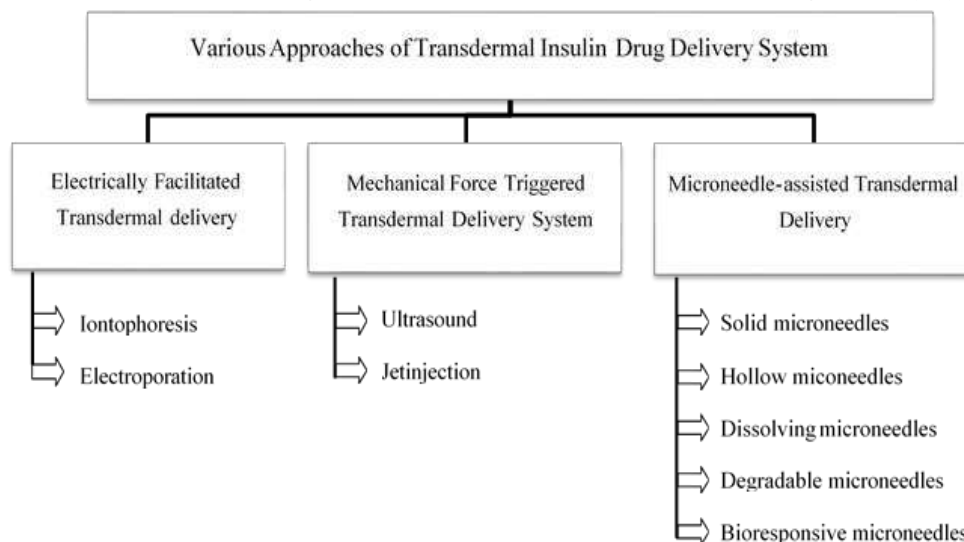 Various Approaches of Transdermal Insulin Drug Delivery System
Electrically Facilitated
Transdermal delivery
Iontophoresis
Electroporation
Mechanical Force Triggered
Transdermal Delivery System
Ultrasound
Jetinjection
Microneedle-assisted Transdermal
Delivery
Solid microneedles
Hollow miconeedles
Dissolving microneedles
Degradable microneedles
Bioresponsive microneedles